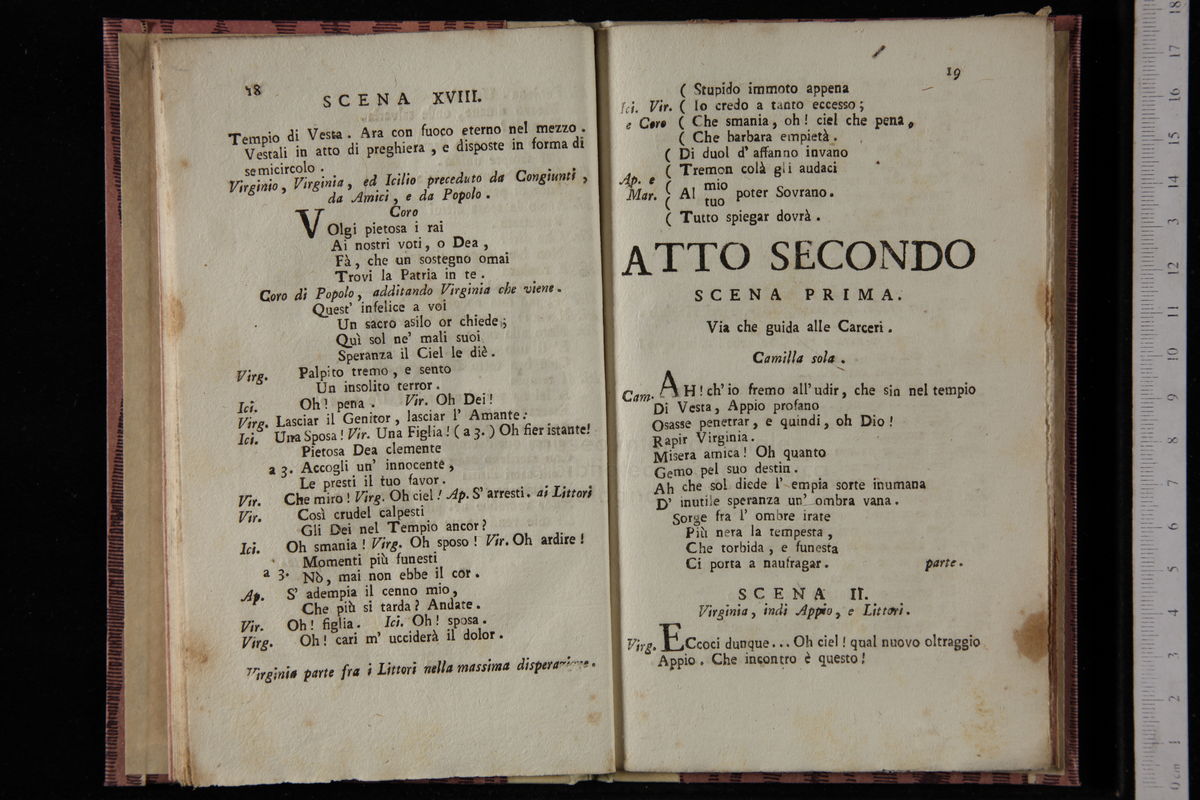 18
SCENA XVIII.
Tempio di Vesta. Ara con fuoco eterno nel mezzo.
Vestali in atto di preghiera, e disposte in forma di
semicircolo.
Virginio, Virginia, ed Icilio preceduto da Congiunti,
da Amici, e da Popolo.
Coro
VOlgi pietosa i rai
Ai nostri voti, o Dea,
Fà, che un sostegno omai
Trovi la Patria in te.
Coro di Popolo, additando Virginia che viene.
Quest' infelice a voi
Un sacro asilo or chiede;
Quì sol ne' mali suoi
Speranza il Ciel le diè.
Virg. Palpito tremo, e sento
Un insolito terror.
Ici. Oh! pena. Vir. Oh Dei!
Virg. Lasciar il Genitor, lasciar l' Amante:
Ici. Una Sposa! Vir. Una Figlia! (a 3.) Oh fier istante!
Pietosa Dea clemente
a 3. Accogli un' innocente,
Le presti il tuo favor.
Vir. Che miro! Virg. Oh ciel! Ap. S' arresti. ai Littori
Vir. Così crudel calpesti
Gli Dei nel Tempio ancor?
Ici. Oh smania! Virg. Oh sposo! Vir. Oh ardire!
Momenti più funesti
a 3. Nò, mai non ebbe il cor.
Ap. S' adempia il cenno mio,
Che più si tarda? Andate.
Vir. Oh! figlia. Ici. Oh! sposa.
Virg. Oh! cari m' ucciderà il dolor.
Virginia parte fra i Littori nella massima disperazione.
19
( Stupido immoto appena
Ici. Vir. ( Io credo a tanto eccesso;
e Coro ( Che smania, oh! ciel che pena,
( Che barbara empietà.
( Di duol d' affanno invano
( Tremon colà gli audaci
Ap. e ( mio
Mar. ( Al poter Sovrano.
( tuo
( Tutto spiegar dovrà.
ATTO SECONDO
SCENA PRIMA.
Via che guida alle Carceri.
Camilla sola.
Cam. AH! ch' io fremo all' udir, che sin nel tempio
Di Vesta, Appio profano
Osasse penetrar, e quindi, oh Dio!
Rapir Virginia.
Misera amica! Oh quanto
Gemo pel suo destin.
Ah che sol diede l' empia sorte inumana
D' inutile speranza un' ombra vana.
Sorge fra l' ombre irate
Più nera la tempesta,
Che torbida, e funesta
Ci porta a naufragar. parte.
SCENA II.
Virginia, indi Appio, e Littori.
Virg. ECcoci dunque... Oh ciel! qual nuovo oltraggio
Appio. Che incontro è questo!